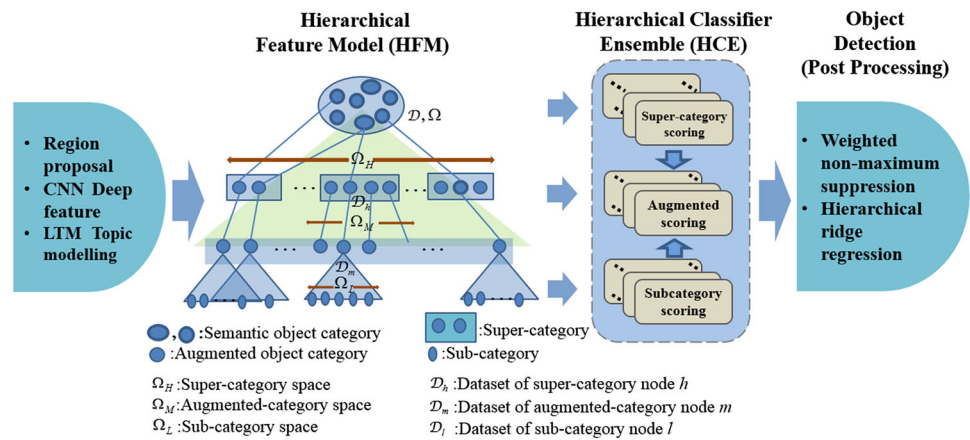 Hierarchical
Feature Model (HFM)
Hierarchical Classifier
Ensemble (HCE)
Object
Detection
(Post Processing)
• Region
proposal
• CNN Deep
feature
• LTM Topic
modelling
𝒟, Ω
Ω_H
... ...
𝒟_h
Ω_M
... ...
𝒟_m
Ω_L
Super-category
scoring
Augmented
scoring
Subcategory
scoring
• Weighted
non-maximum
suppression
• Hierarchical
ridge
regression
, :Semantic object category
:Augmented object category
:Super-category
:Sub-category
Ω_H :Super-category space
Ω_M :Augmented-category space
Ω_L :Sub-category space
𝒟_h :Dataset of super-category node h
𝒟_m :Dataset of augmented-category node m
𝒟_l :Dataset of sub-category node l